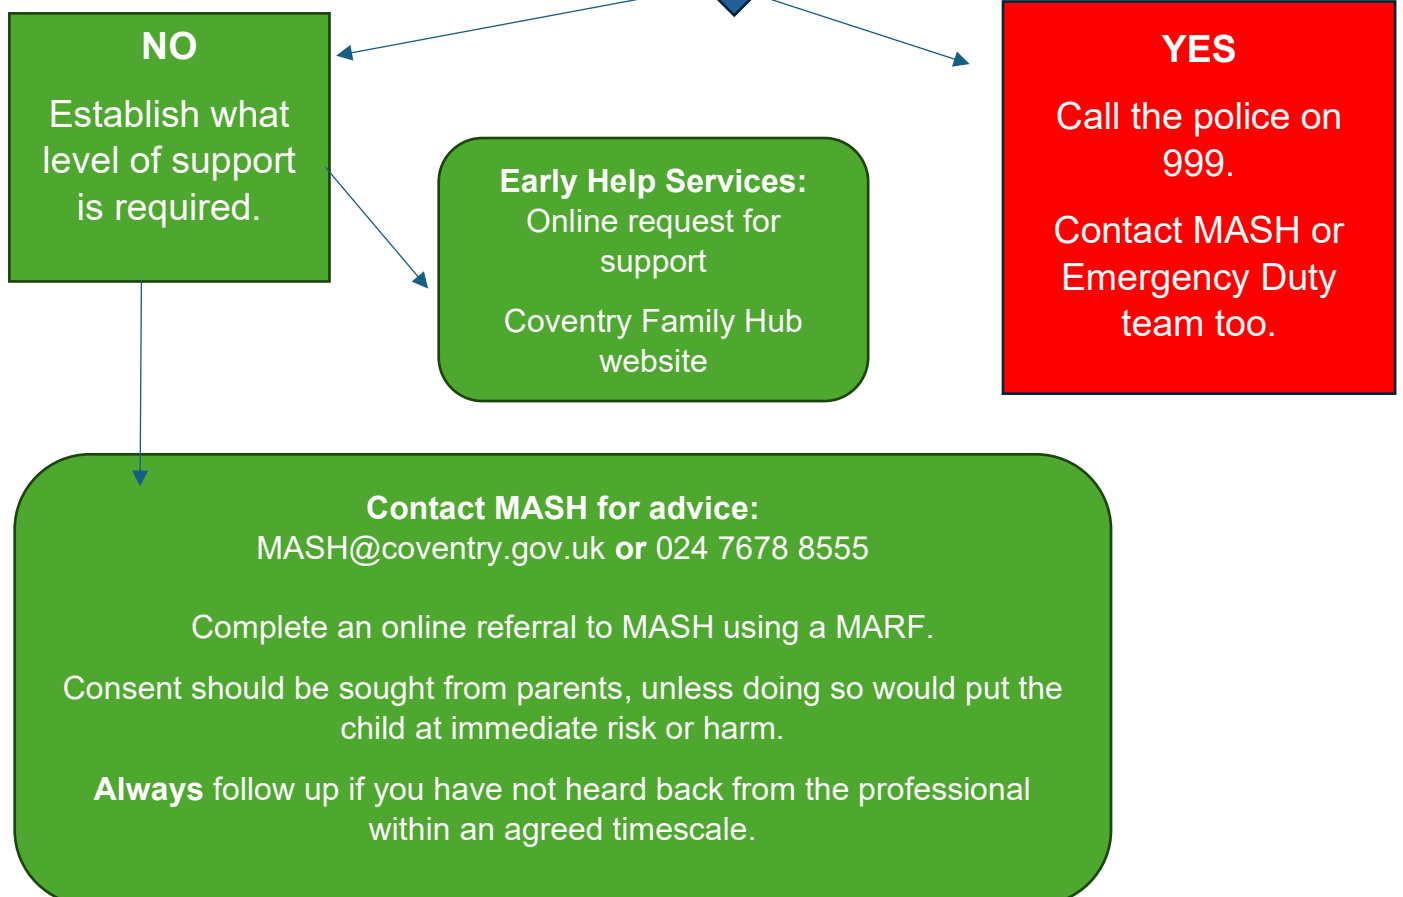 NO
Establish what
level of support
is required.
YES
Call the police on
999.
Contact MASH or
Emergency Duty
team too.
Early Help Services:
Online request for
support
Coventry Family Hub
website
Contact MASH for advice:
MASH@coventry.gov.uk or 024 7678 8555
Complete an online referral to MASH using a MARF.
Consent should be sought from parents, unless doing so would put the
child at immediate risk or harm.
Always follow up if you have not heard back from the professional
within an agreed timescale.